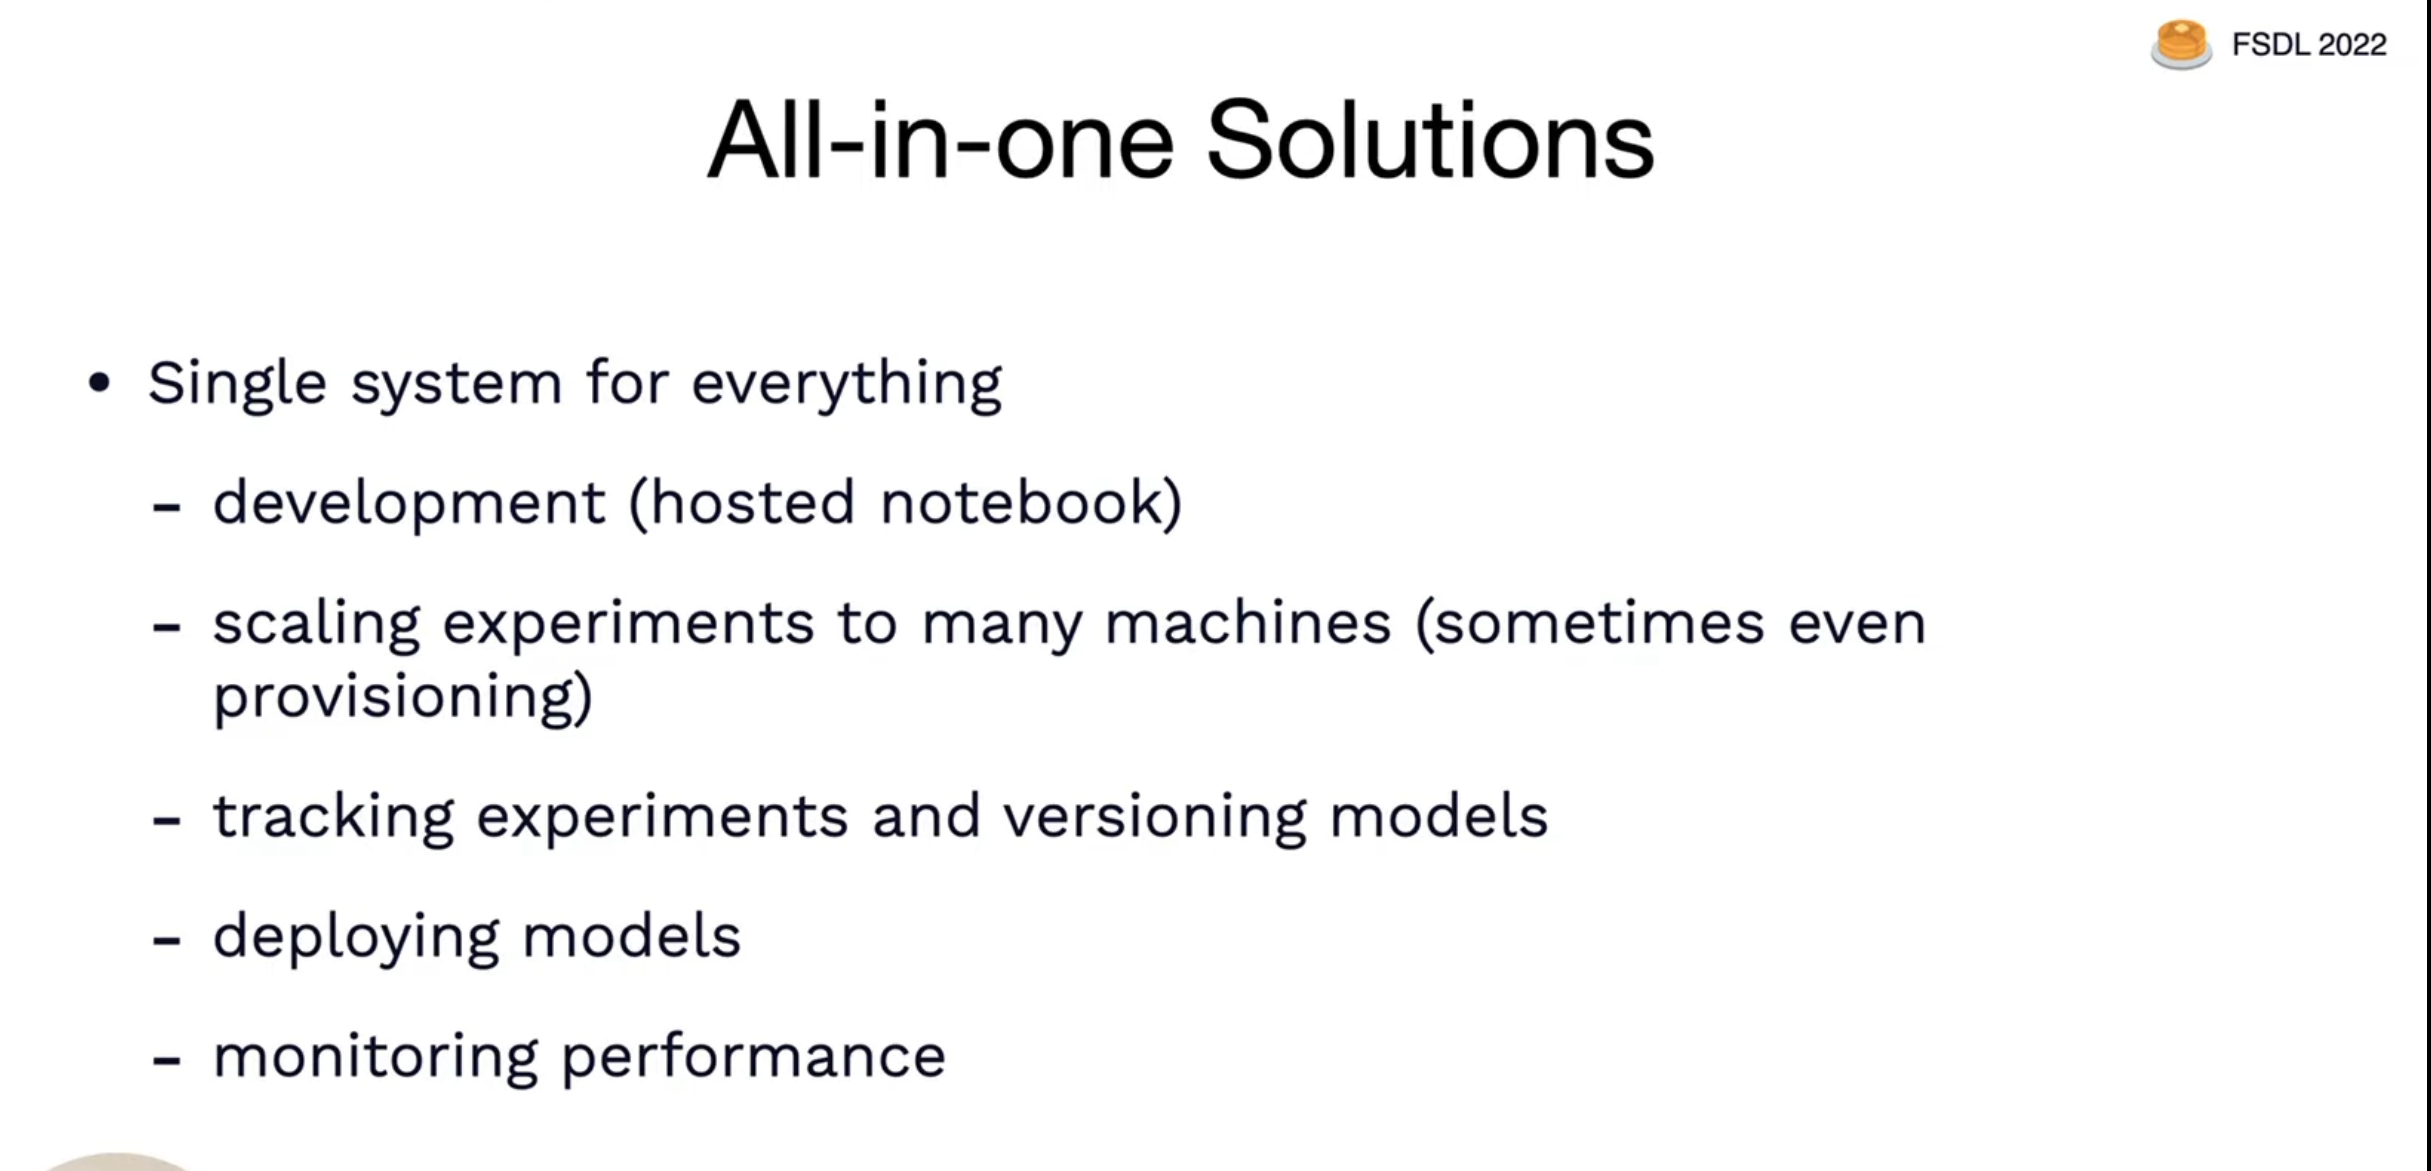 FSDL 2022
All-in-one Solutions
• Single system for everything
- development (hosted notebook)
- scaling experiments to many machines (sometimes even
provisioning)
- tracking experiments and versioning models
- deploying models
- monitoring performance